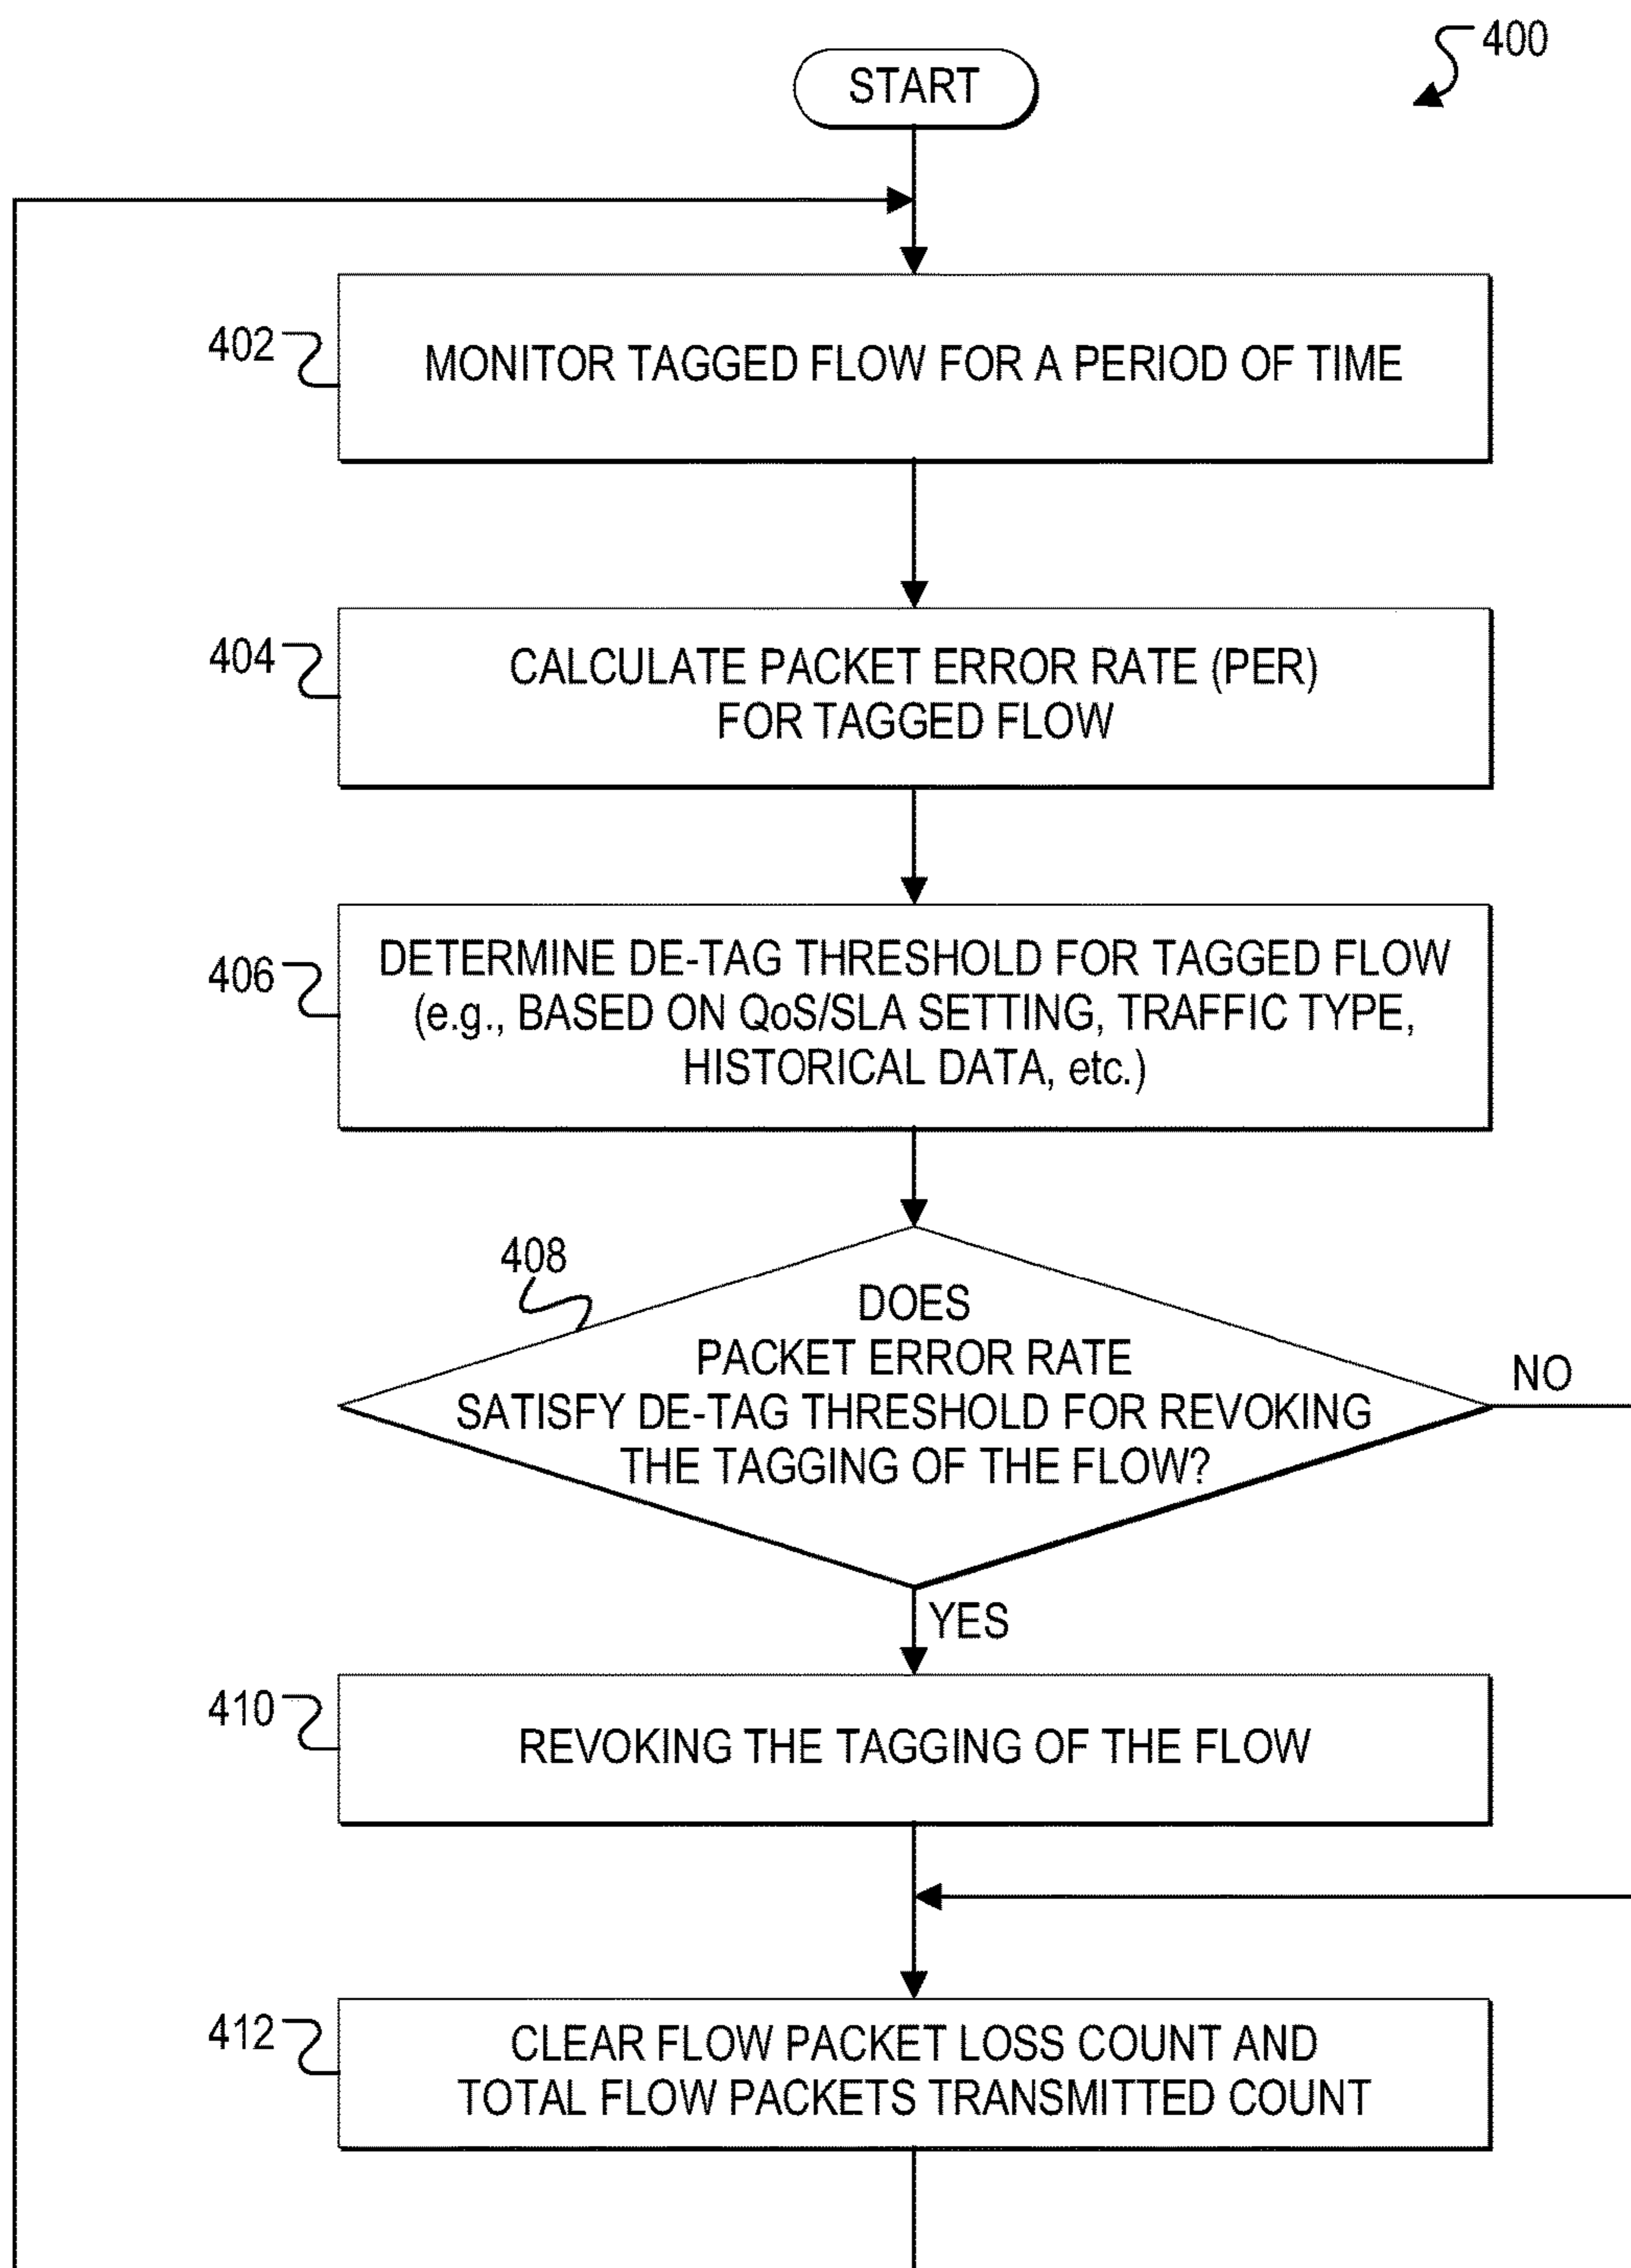 400
START
402
MONITOR TAGGED FLOW FOR A PERIOD OF TIME
404
CALCULATE PACKET ERROR RATE (PER)
FOR TAGGED FLOW
406
DETERMINE DE-TAG THRESHOLD FOR TAGGED FLOW
(e.g., BASED ON QoS/SLA SETTING, TRAFFIC TYPE,
HISTORICAL DATA, etc.)
408
DOES
PACKET ERROR RATE
SATISFY DE-TAG THRESHOLD FOR REVOKING
THE TAGGING OF THE FLOW?
NO
YES
410
REVOKING THE TAGGING OF THE FLOW
412
CLEAR FLOW PACKET LOSS COUNT AND
TOTAL FLOW PACKETS TRANSMITTED COUNT